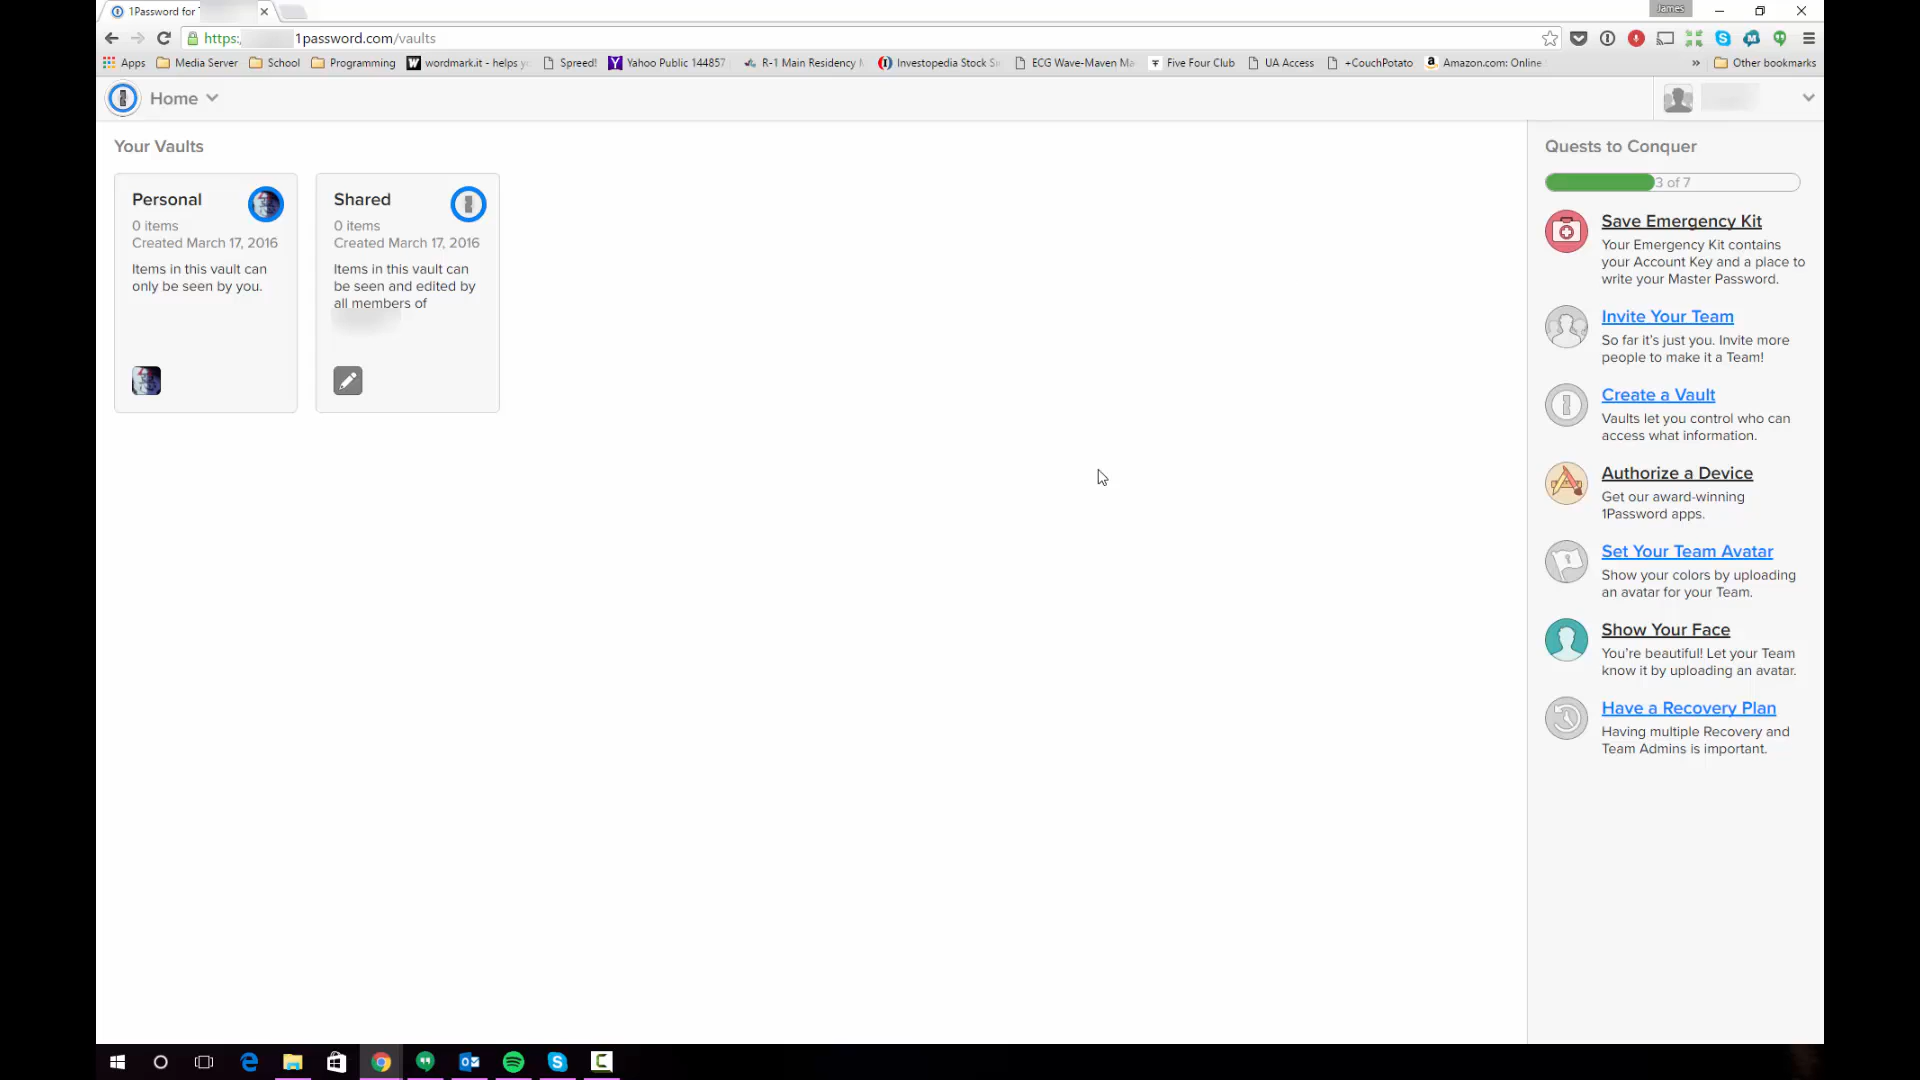 1Password for
James
https:
1password.com/vaults
Apps
Media Server
School
Programming
wordmark.it - helps y
Spreed!
Yahoo Public 144857
R-1 Main Residency
Investopedia Stock Si
ECG Wave-Maven Ma
Five Four Club
UA Access
+CouchPotato
Amazon.com: Online
»
Other bookmarks
Home
Your Vaults
Personal
0 items
Created March 17, 2016
Items in this vault can
only be seen by you.
Shared
0 items
Created March 17, 2016
Items in this vault can
be seen and edited by
all members of
Quests to Conquer
3 of 7
Save Emergency Kit
Your Emergency Kit contains
your Account Key and a place to
write your Master Password.
Invite Your Team
So far it's just you. Invite more
people to make it a Team!
Create a Vault
Vaults let you control who can
access what information.
Authorize a Device
Get our award-winning
1Password apps.
Set Your Team Avatar
Show your colors by uploading
an avatar for your Team.
Show Your Face
You're beautiful! Let your Team
know it by uploading an avatar.
Have a Recovery Plan
Having multiple Recovery and
Team Admins is important.